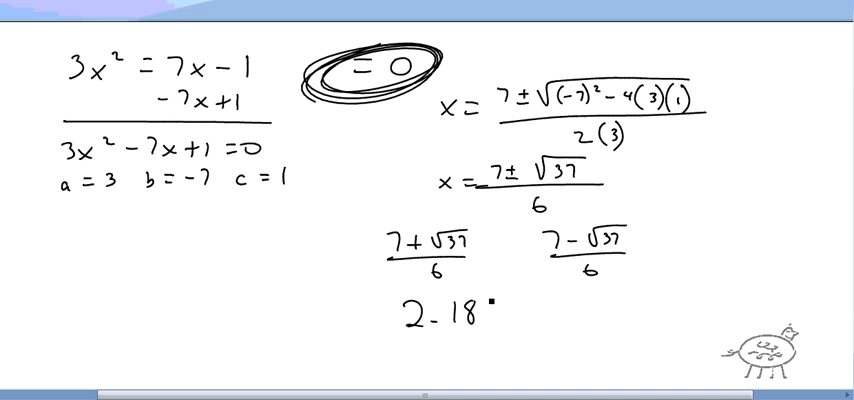 3x² = 7x - 1
- 7x + 1
3x² - 7x + 1 = 0
a = 3 b = -7 c = 1
= 0
x = 7 ± √(-7)² - 4(3)(1) / 2(3)
x = 7 ± √37 / 6
7 + √37 / 6 7 - √37 / 6
2.18